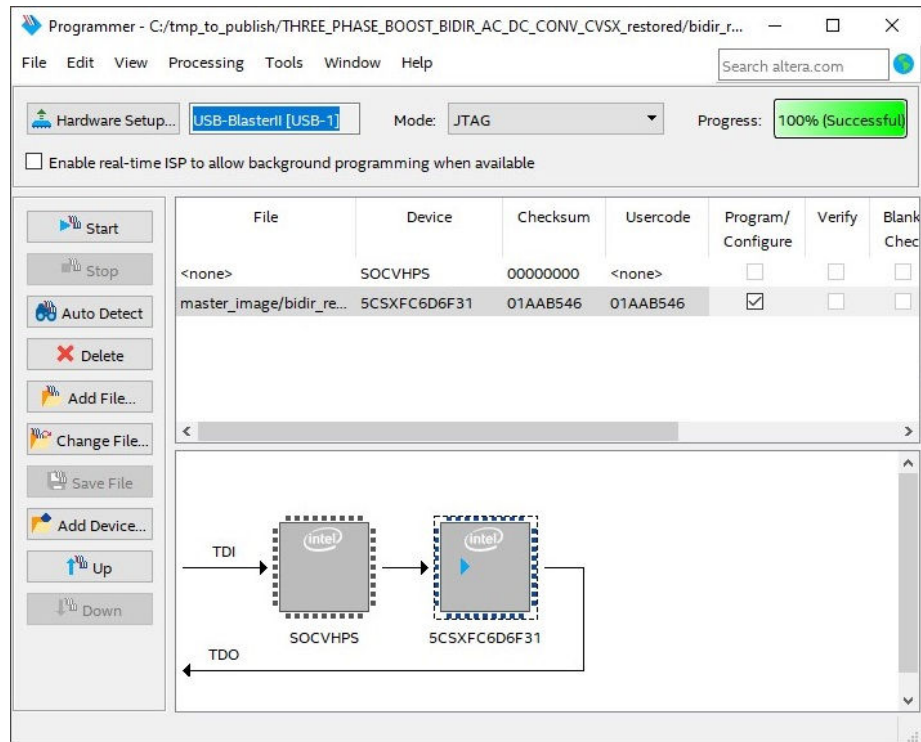 Programmer - C:/tmp_to_publish/THREE_PHASE_BOOST_BIDIR_AC_DC_CONV_CVSX_restored/bidir_r...
File Edit View Processing Tools Window Help
Search altera.com
Hardware Setup... USB-BlasterII [USB-1] Mode: JTAG Progress: 100% (Successful)
Enable real-time ISP to allow background programming when available
Start
Stop
Auto Detect
Delete
Add File...
Change File...
Save File
Add Device...
Up
Down
File Device Checksum Usercode Program/ Verify Blank
Configure Chec
<none> SOCVHPS 00000000 <none>
master_image/bidir_re... 5CSXFC6D6F31 01AAB546 01AAB546
intel intel
TDI
SOCVHPS 5CSXFC6D6F31
TDO